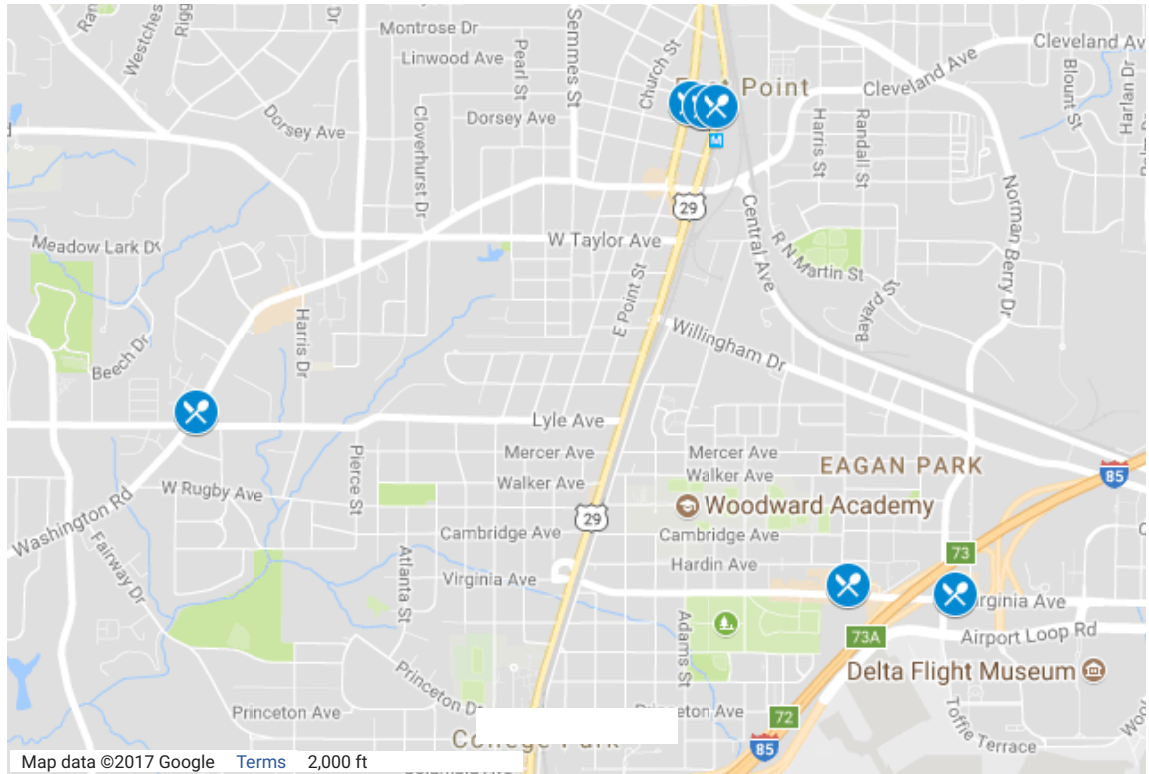 Montrose Dr
Linwood Ave
Dr
Semmes St
Pearl St
Church St
Cleveland Ave
Blount St
Harlan Dr
Point
Cleveland Ave
Dorsey Ave
Cloverhurst Dr
Dorsey Ave
M
Harris St
Randall St
29
Central Ave
Norman Berry Dr
Meadow Lark Dr
W Taylor Ave
R N Martin St
E Point St
Bayard St
Willingham Dr
Harris Dr
Beech Dr
Lyle Ave
Mercer Ave
Mercer Ave
EAGAN PARK
85
Walker Ave
Walker Ave
Pierce St
W Rugby Ave
Washington Rd
Woodward Academy
29
Cambridge Ave
Cambridge Ave
73
Fairway Dr
Atlanta St
Virginia Ave
Hardin Ave
rginia Ave
Adams St
73A
Airport Loop Rd
Delta Flight Museum
Princeton Dr
Princeton Ave
Princeton Ave
72
85
Toffie Terrace
Map data ©2017 Google Terms 2,000 ft